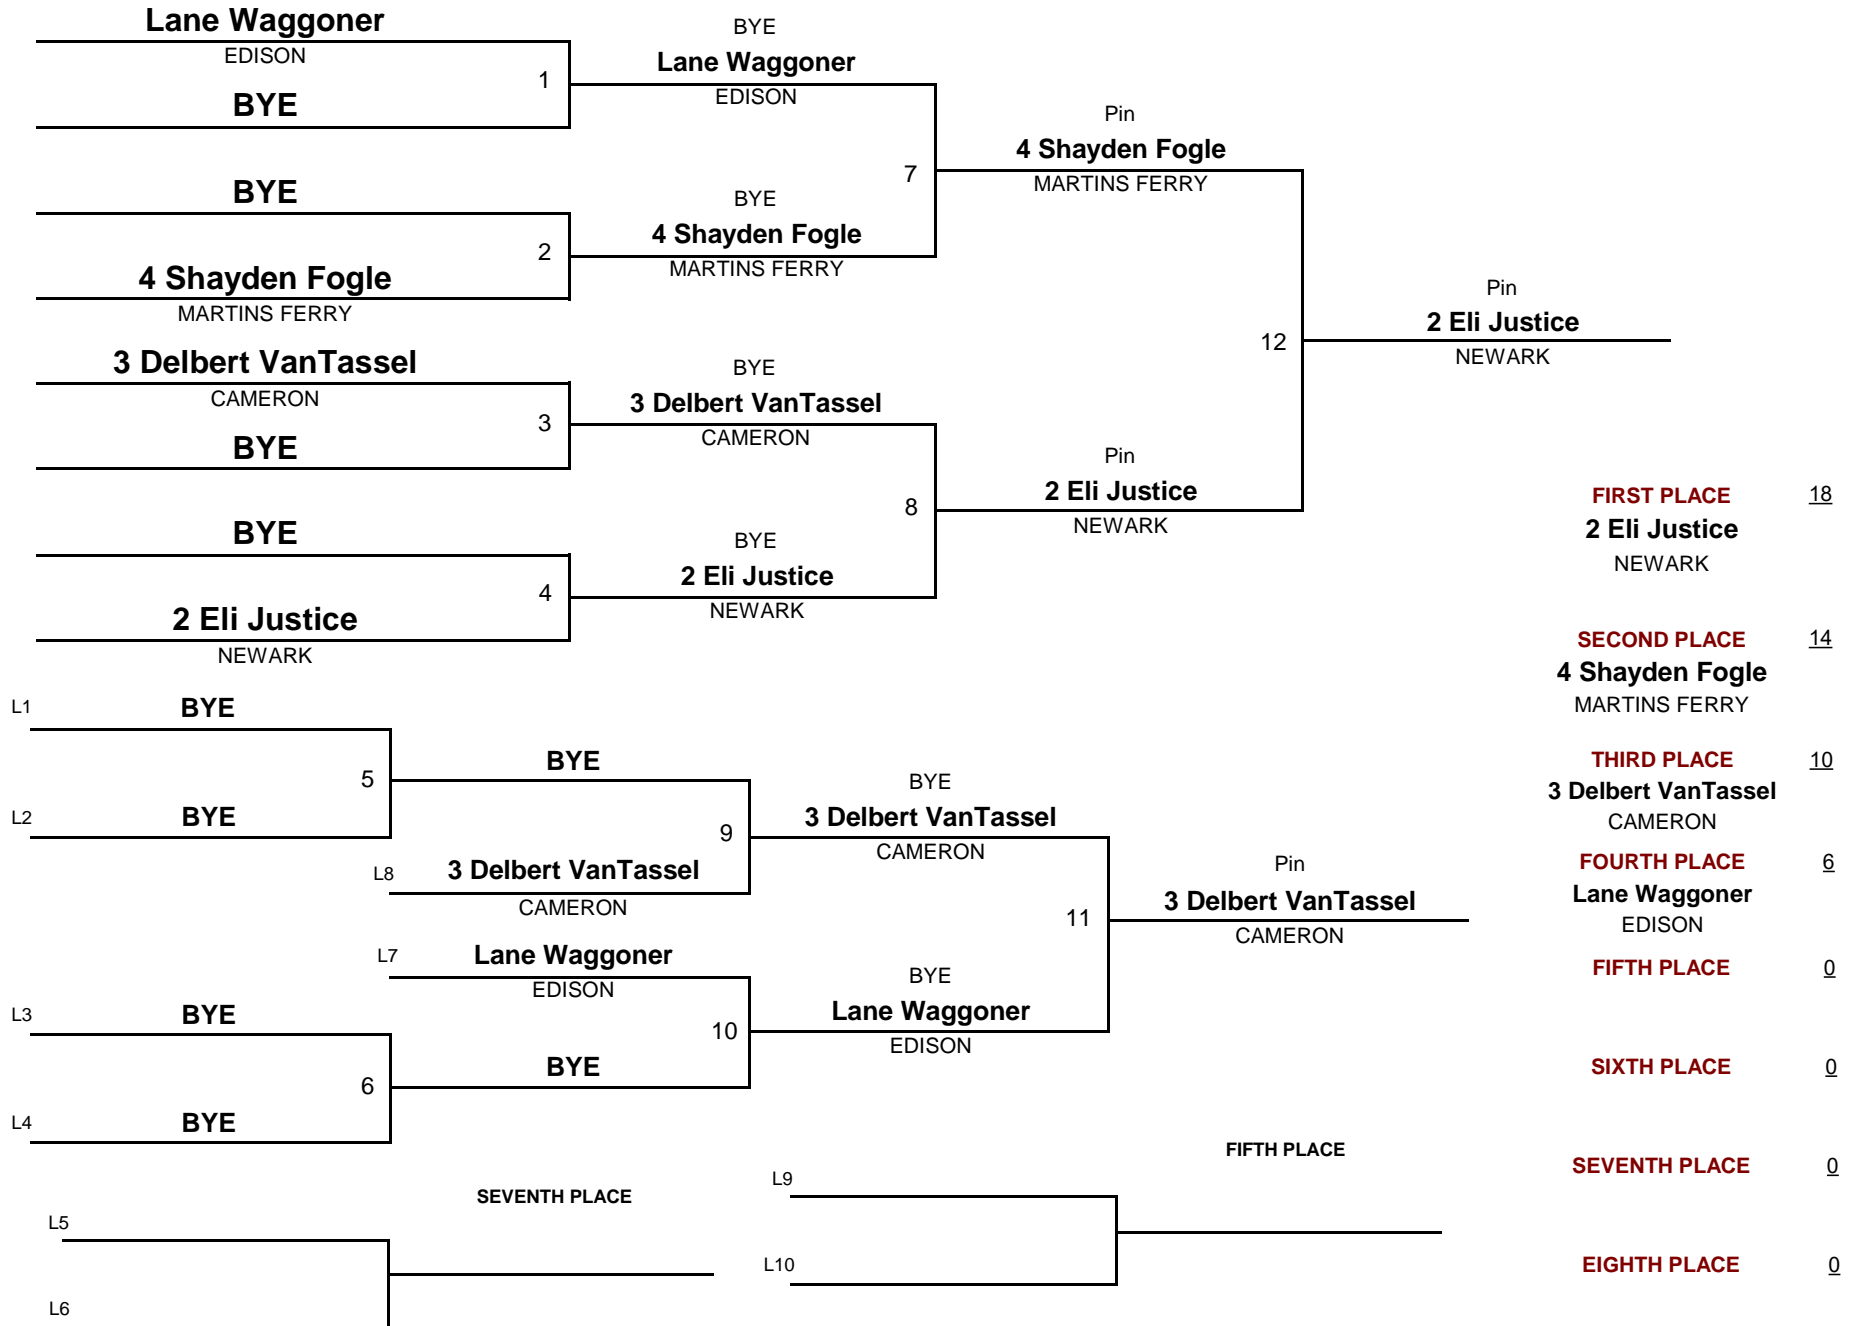 Lane Waggoner
EDISON
1
BYE
BYE
Lane Waggoner
EDISON
BYE
2
4 Shayden Fogle
MARTINS FERRY
BYE
4 Shayden Fogle
MARTINS FERRY
7
Pin
4 Shayden Fogle
MARTINS FERRY
3 Delbert VanTassel
CAMERON
3
BYE
BYE
3 Delbert VanTassel
CAMERON
BYE
4
2 Eli Justice
NEWARK
BYE
2 Eli Justice
NEWARK
8
Pin
2 Eli Justice
NEWARK
12
Pin
2 Eli Justice
NEWARK
FIRST PLACE 18
2 Eli Justice
NEWARK
SECOND PLACE 14
4 Shayden Fogle
MARTINS FERRY
THIRD PLACE 10
3 Delbert VanTassel
CAMERON
FOURTH PLACE 6
Lane Waggoner
EDISON
FIFTH PLACE 0
SIXTH PLACE 0
SEVENTH PLACE 0
EIGHTH PLACE 0
L1 BYE
5
L2 BYE
BYE
9
L8 3 Delbert VanTassel
CAMERON
BYE
3 Delbert VanTassel
CAMERON
L7 Lane Waggoner
EDISON
10
BYE
L3 BYE
6
L4 BYE
BYE
Lane Waggoner
EDISON
11
Pin
3 Delbert VanTassel
CAMERON
SEVENTH PLACE
L5
L6
FIFTH PLACE
L9
L10